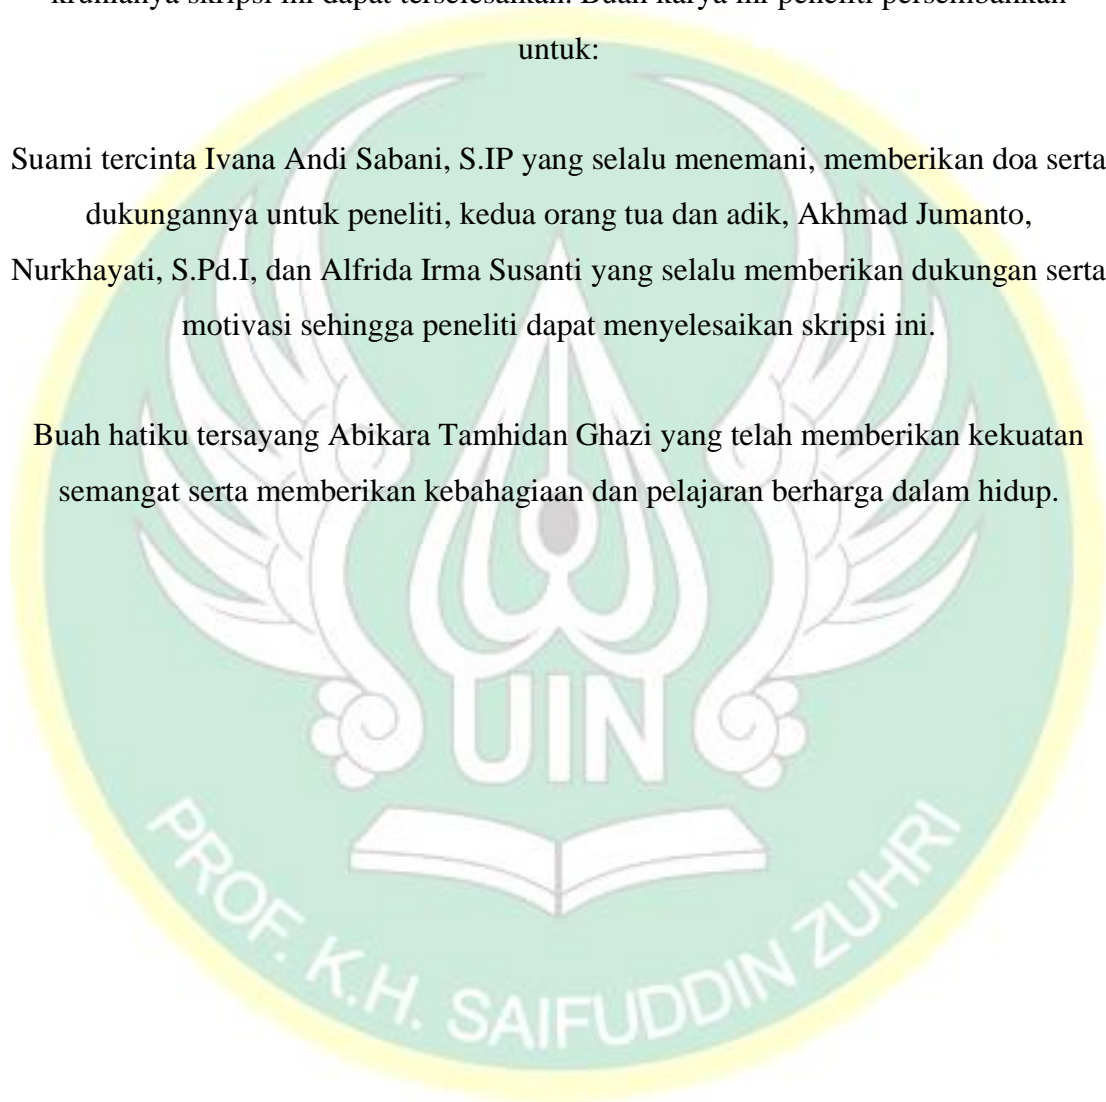 krunianya skripsi ini dapat terselesaikan. Buah karya ini peneliti persembahkan
untuk:
Suami tercinta Ivana Andi Sabani, S.IP yang selalu menemani, memberikan doa serta
dukungannya untuk peneliti, kedua orang tua dan adik, Akhmad Jumanto,
Nurkhayati, S.Pd.I, dan Alfrida Irma Susanti yang selalu memberikan dukungan serta
motivasi sehingga peneliti dapat menyelesaikan skripsi ini.
Buah hatiku tersayang Abikara Tamhidan Ghazi yang telah memberikan kekuatan
semangat serta memberikan kebahagiaan dan pelajaran berharga dalam hidup.
UIN
PROF. K.H. SAIFUDDIN ZUHRI